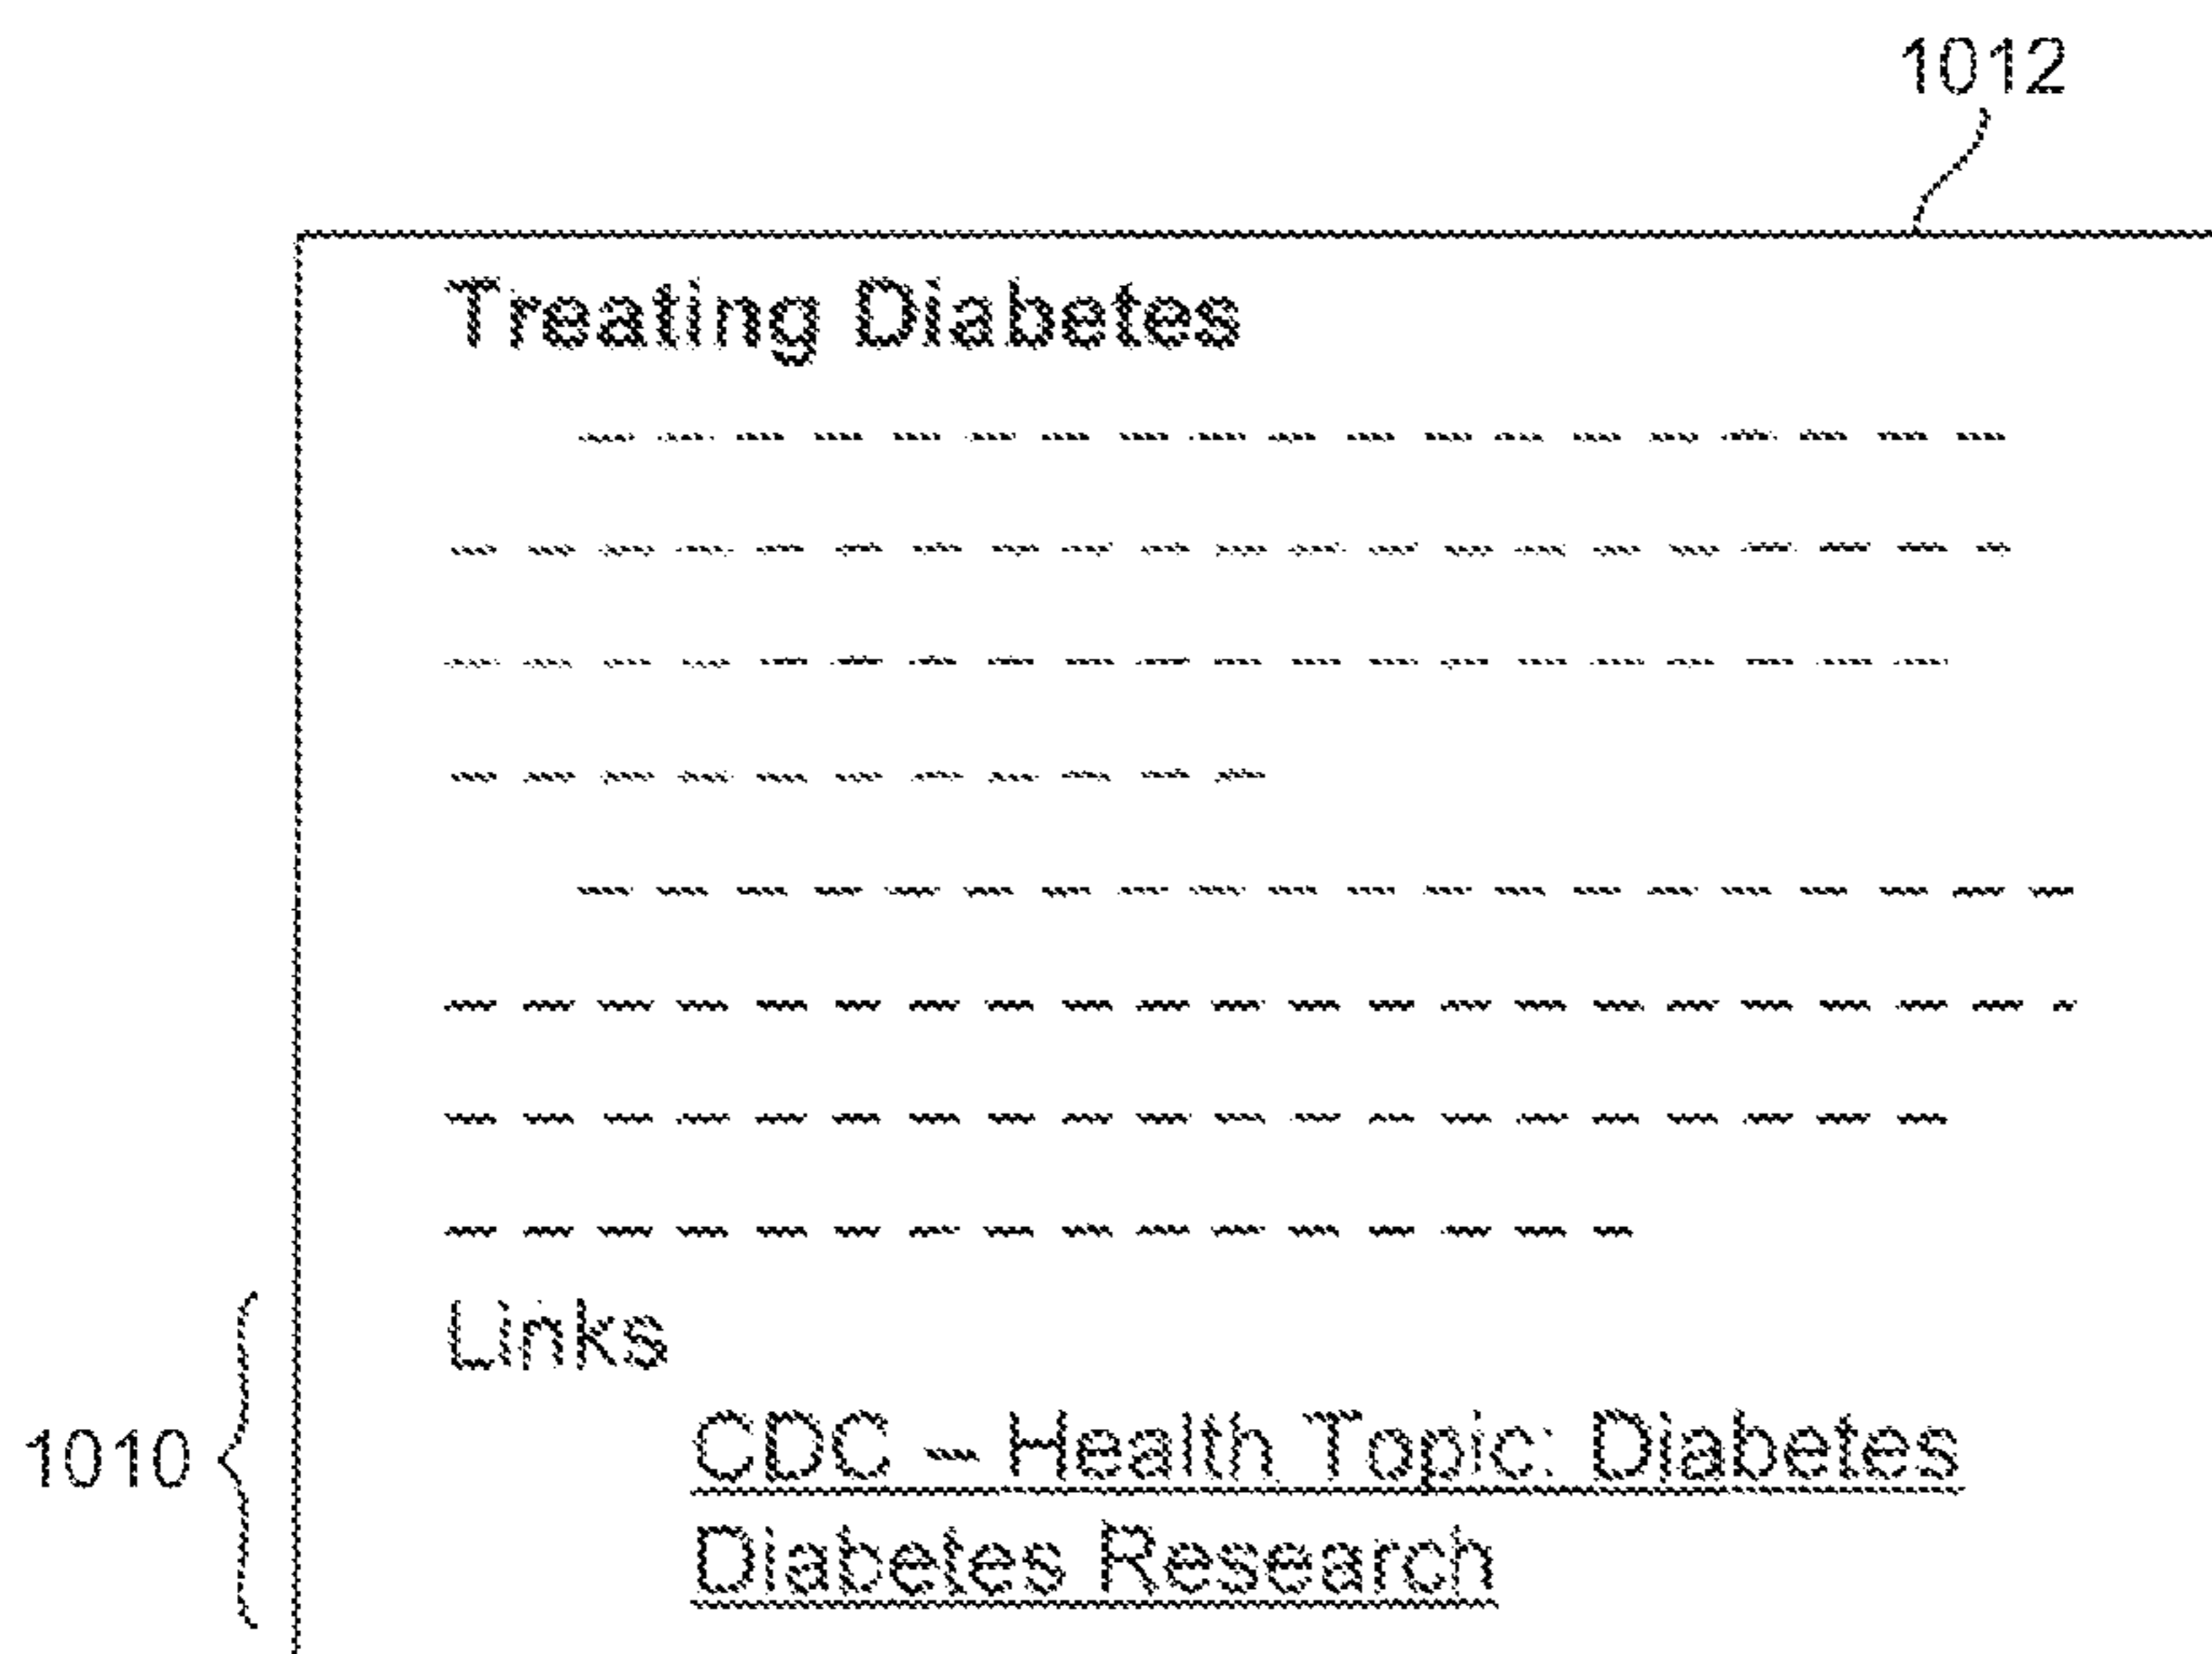 1012
Treating Diabetes
Links
1010
CDC – Health Topic: Diabetes
Diabetes Research